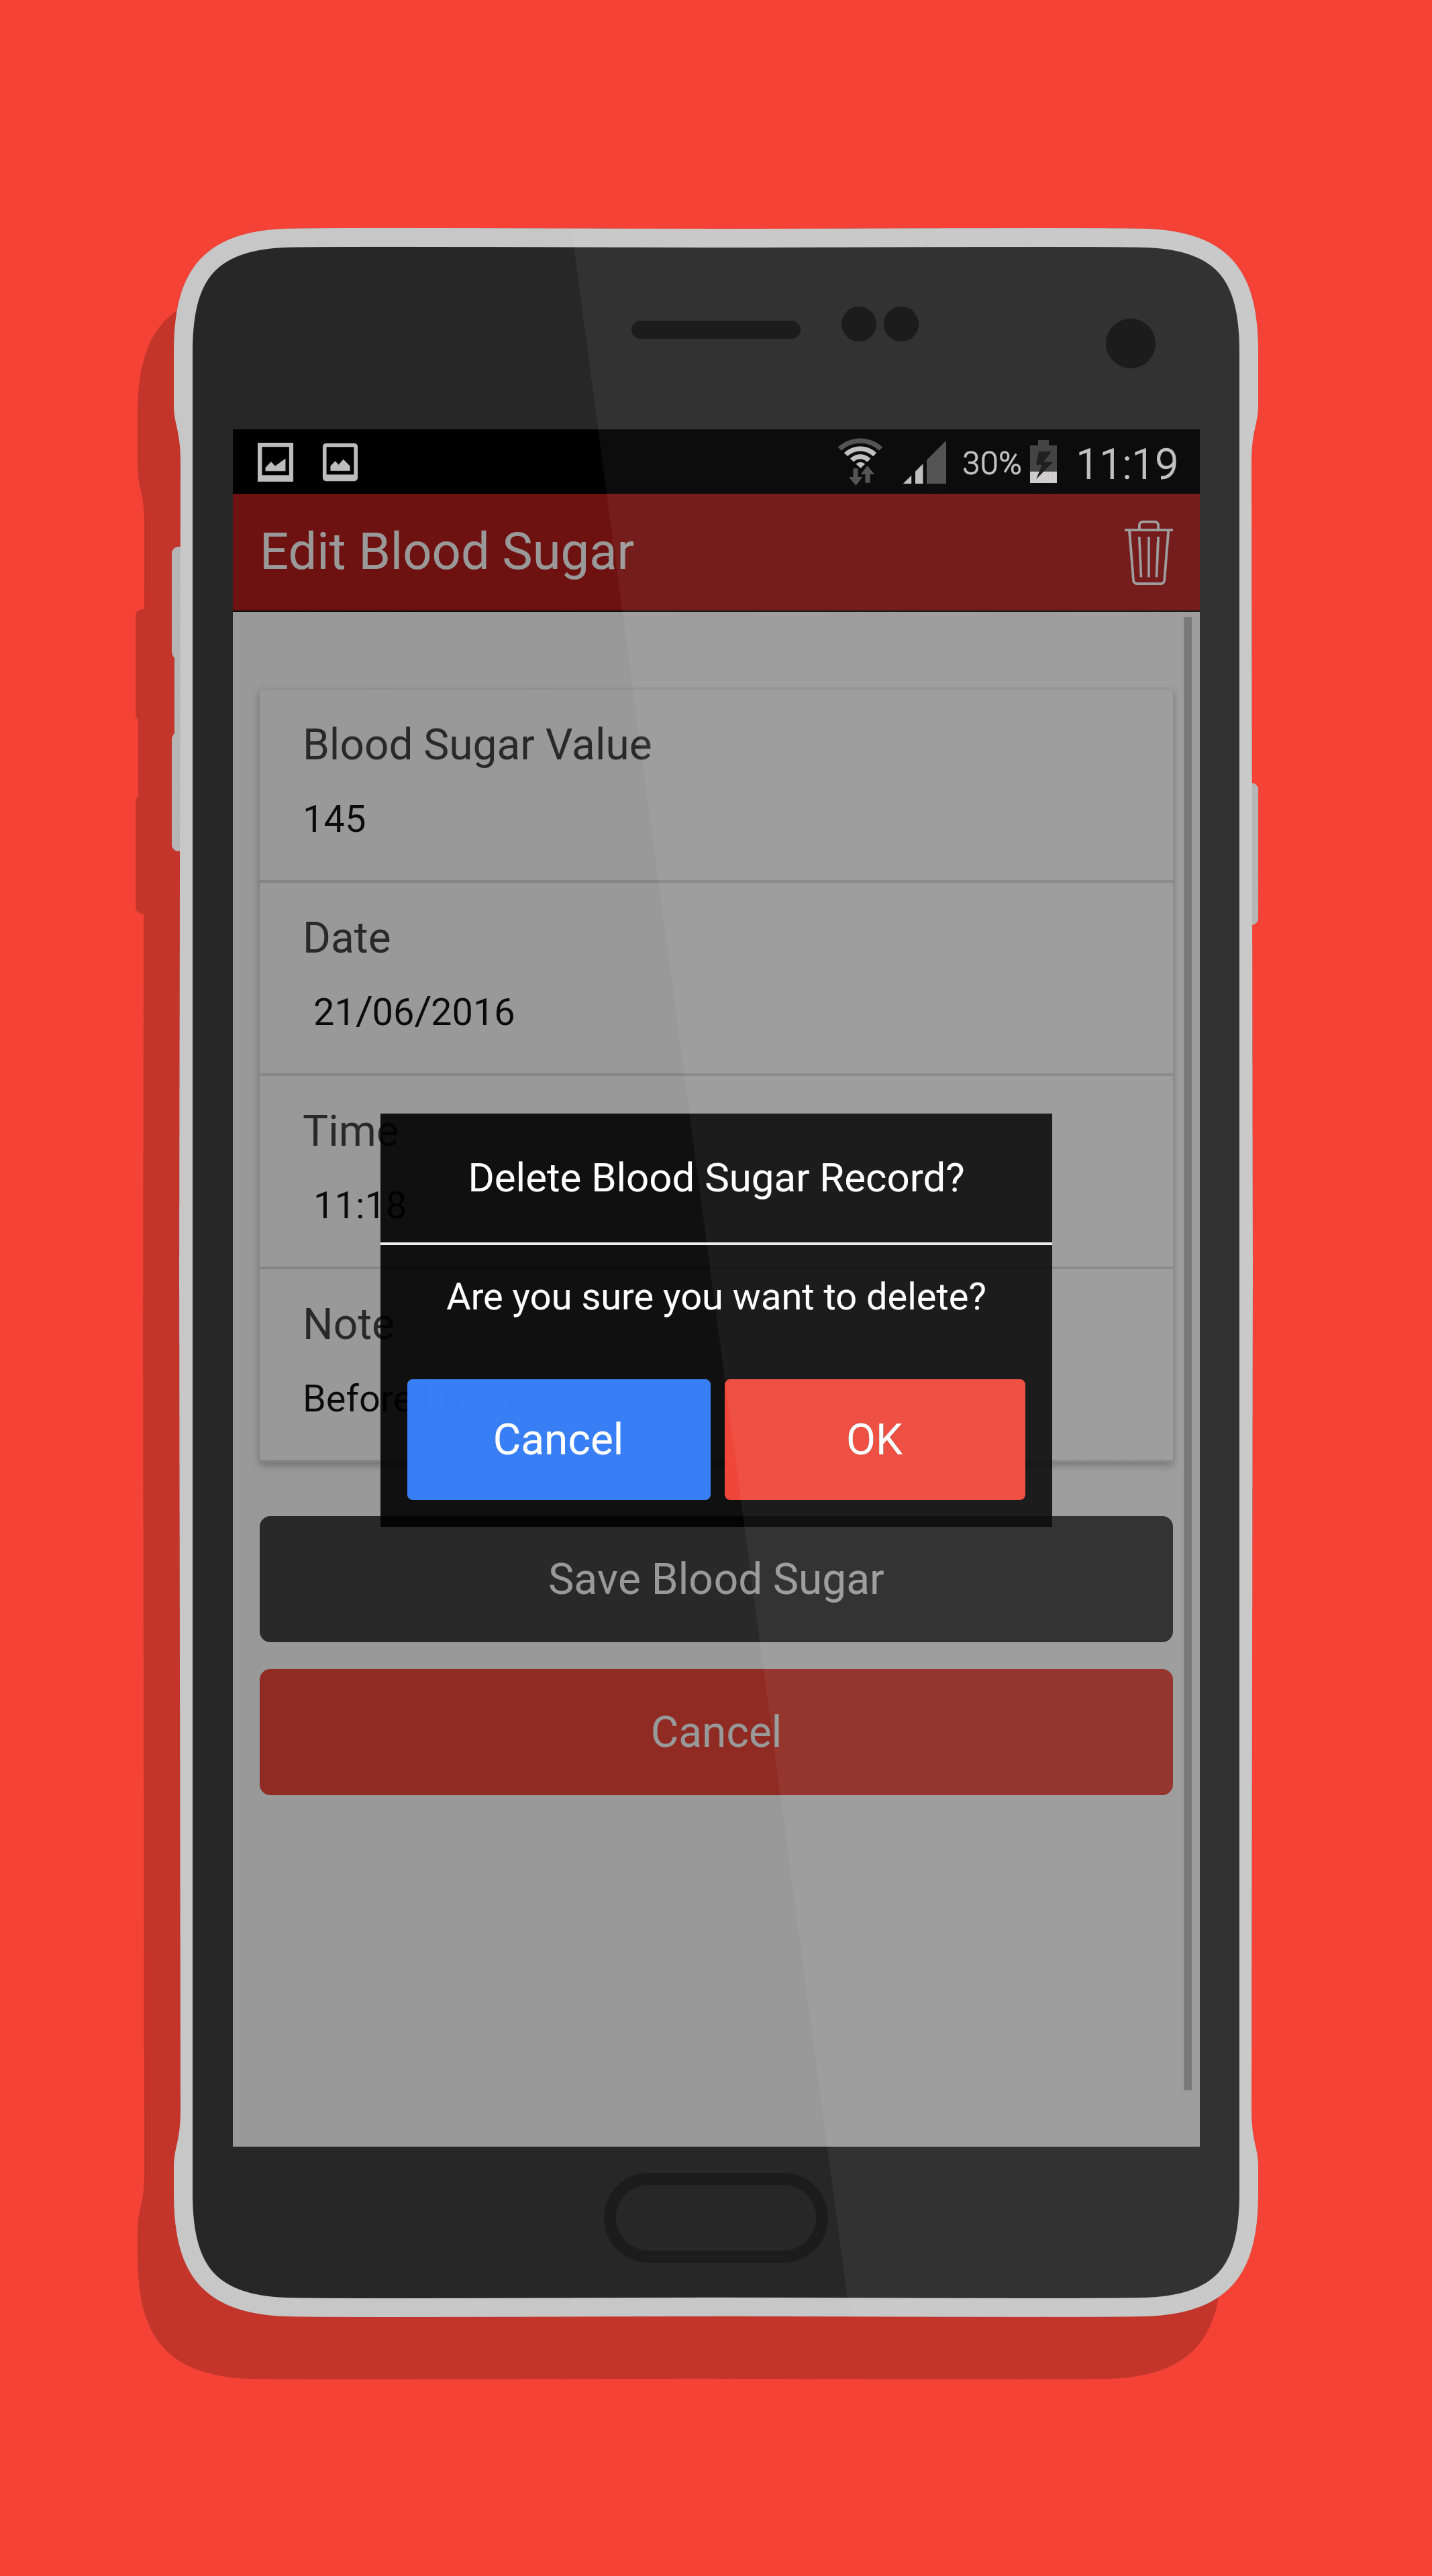 30% 11:19
Edit Blood Sugar
Blood Sugar Value
145
Date
21/06/2016
Time
11:18
Delete Blood Sugar Record?
Are you sure you want to delete?
Note
Before
Cancel OK
Save Blood Sugar
Cancel